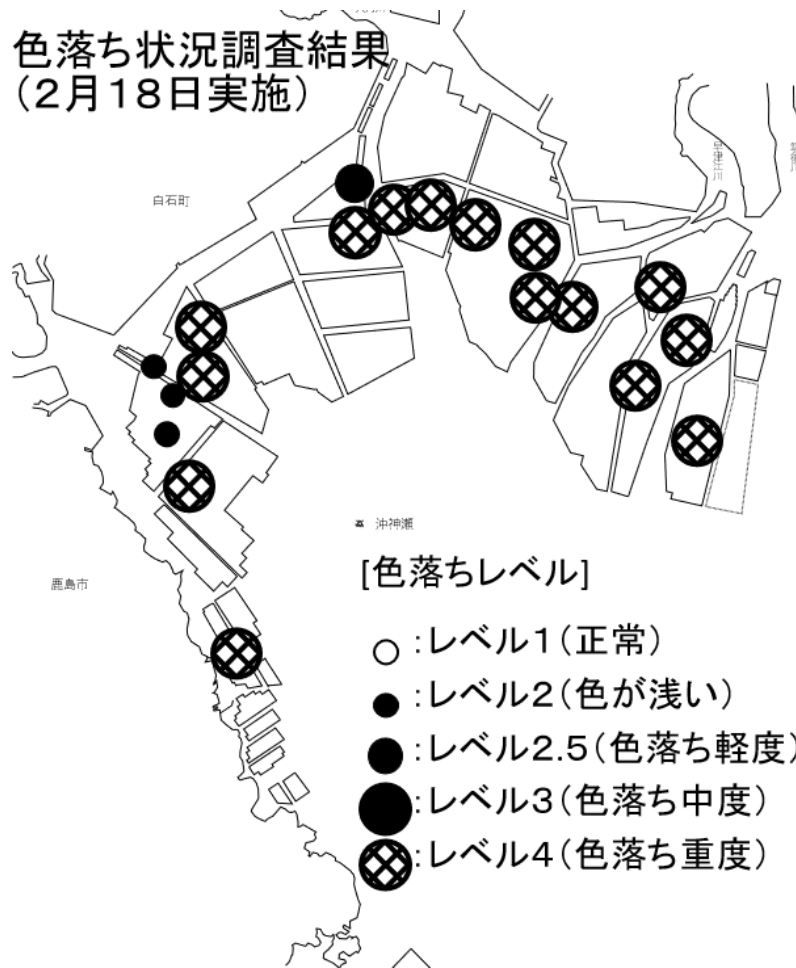 色落ち状況調査結果
（２月１８日実施）
早津江川
白石町
沖神瀬
鹿島市
[色落ちレベル]
：レベル１（正常）
：レベル２（色が浅い）
：レベル２.５（色落ち軽度）
：レベル３（色落ち中度）
：レベル４（色落ち重度）